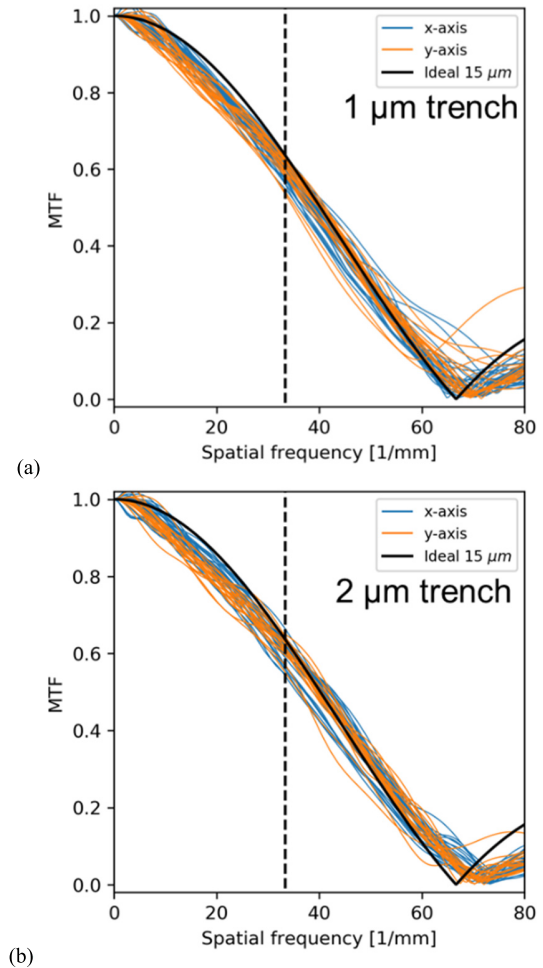 1.0
0.8
0.6
0.4
0.2
0.0
MTF
x-axis
y-axis
Ideal 15 μm
1 μm trench
0 20 40 60 80
Spatial frequency [1/mm]
(a)
1.0
0.8
0.6
0.4
0.2
0.0
MTF
x-axis
y-axis
Ideal 15 μm
2 μm trench
0 20 40 60 80
Spatial frequency [1/mm]
(b)